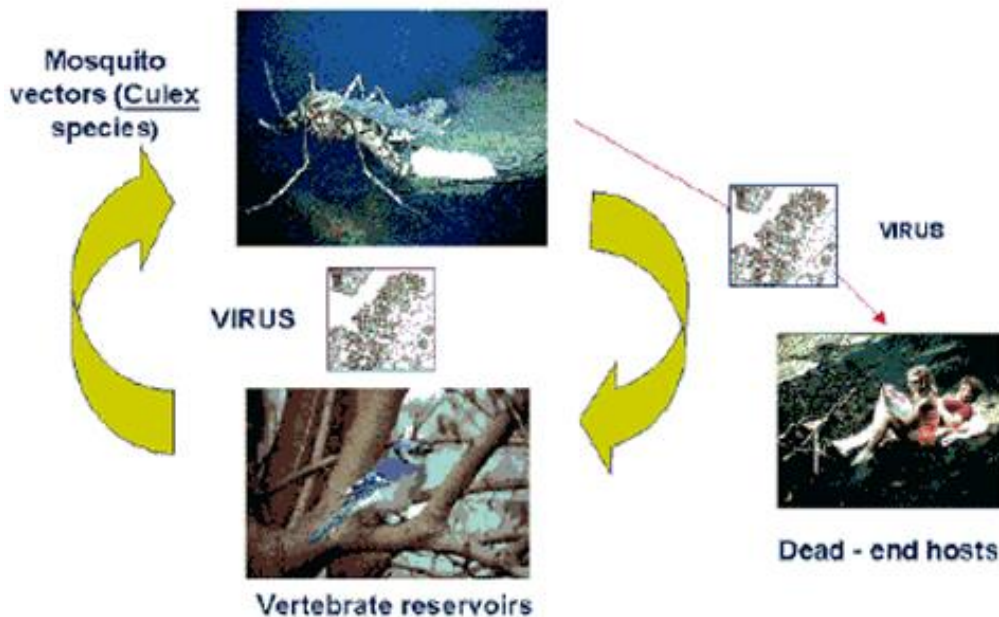 Mosquito
vectors (Culex
species)
VIRUS
VIRUS
Dead - end hosts
Vertebrate reservoirs